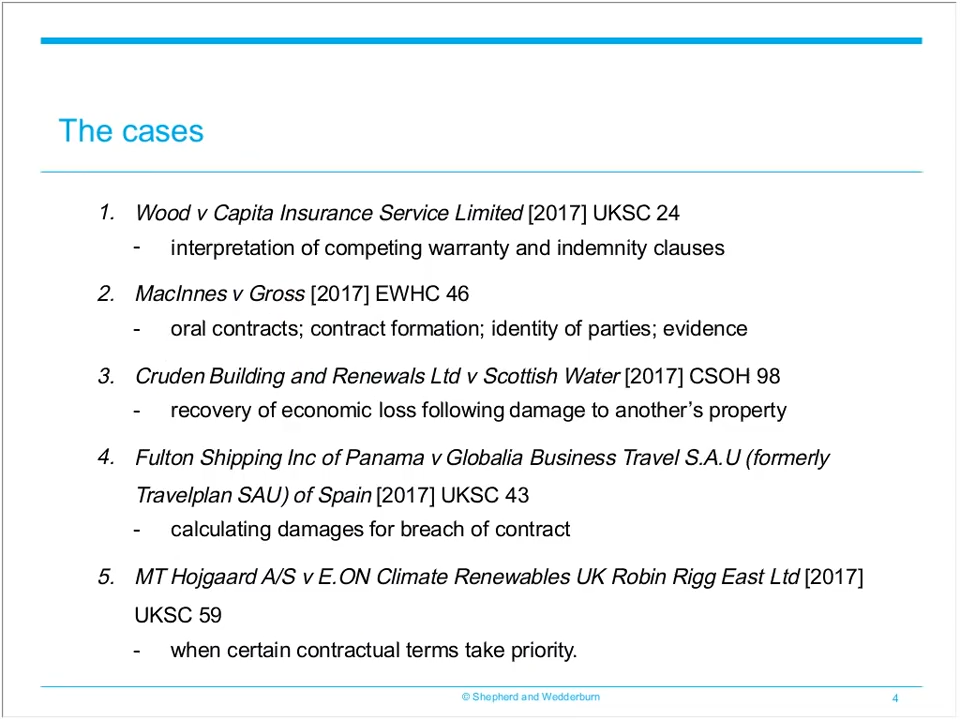 The cases
1. Wood v Capita Insurance Service Limited [2017] UKSC 24
- interpretation of competing warranty and indemnity clauses
2. MacInnes v Gross [2017] EWHC 46
- oral contracts; contract formation; identity of parties; evidence
3. Cruden Building and Renewals Ltd v Scottish Water [2017] CSOH 98
- recovery of economic loss following damage to another's property
4. Fulton Shipping Inc of Panama v Globalia Business Travel S.A.U (formerly
Travelplan SAU) of Spain [2017] UKSC 43
- calculating damages for breach of contract
5. MT Hojgaard A/S v E.ON Climate Renewables UK Robin Rigg East Ltd [2017]
UKSC 59
- when certain contractual terms take priority.
© Shepherd and Wedderburn 4